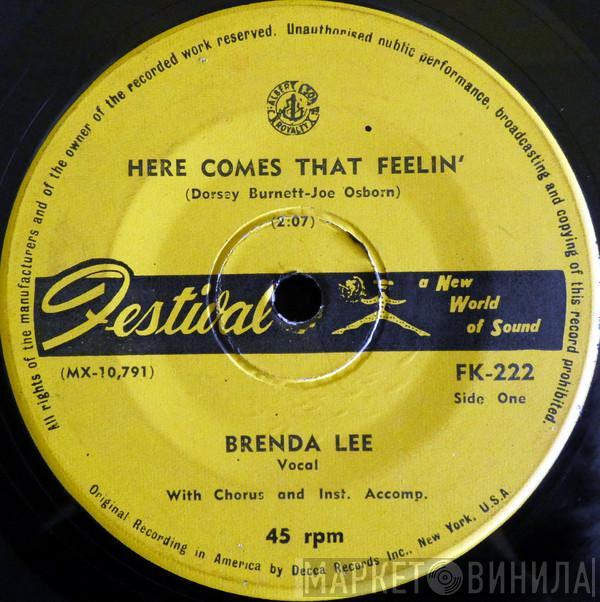 All rights of the manufacturers and of the owner of the recorded work reserved. Unauthorised public performance, broadcasting and copying of this record prohibited.
ALBERT
ROYALTY
HERE COMES THAT FEELIN'
(Dorsey Burnett-Joe Osborn)
(2:07)
Festival
a New
World
of Sound
(MX-10,791)
FK-222
Side One
BRENDA LEE
Vocal
With Chorus and Inst. Accomp.
45 rpm
Original Recording in America by Decca Records Inc., New York, U.S.A
МАРКЕТ ВИНИЛА